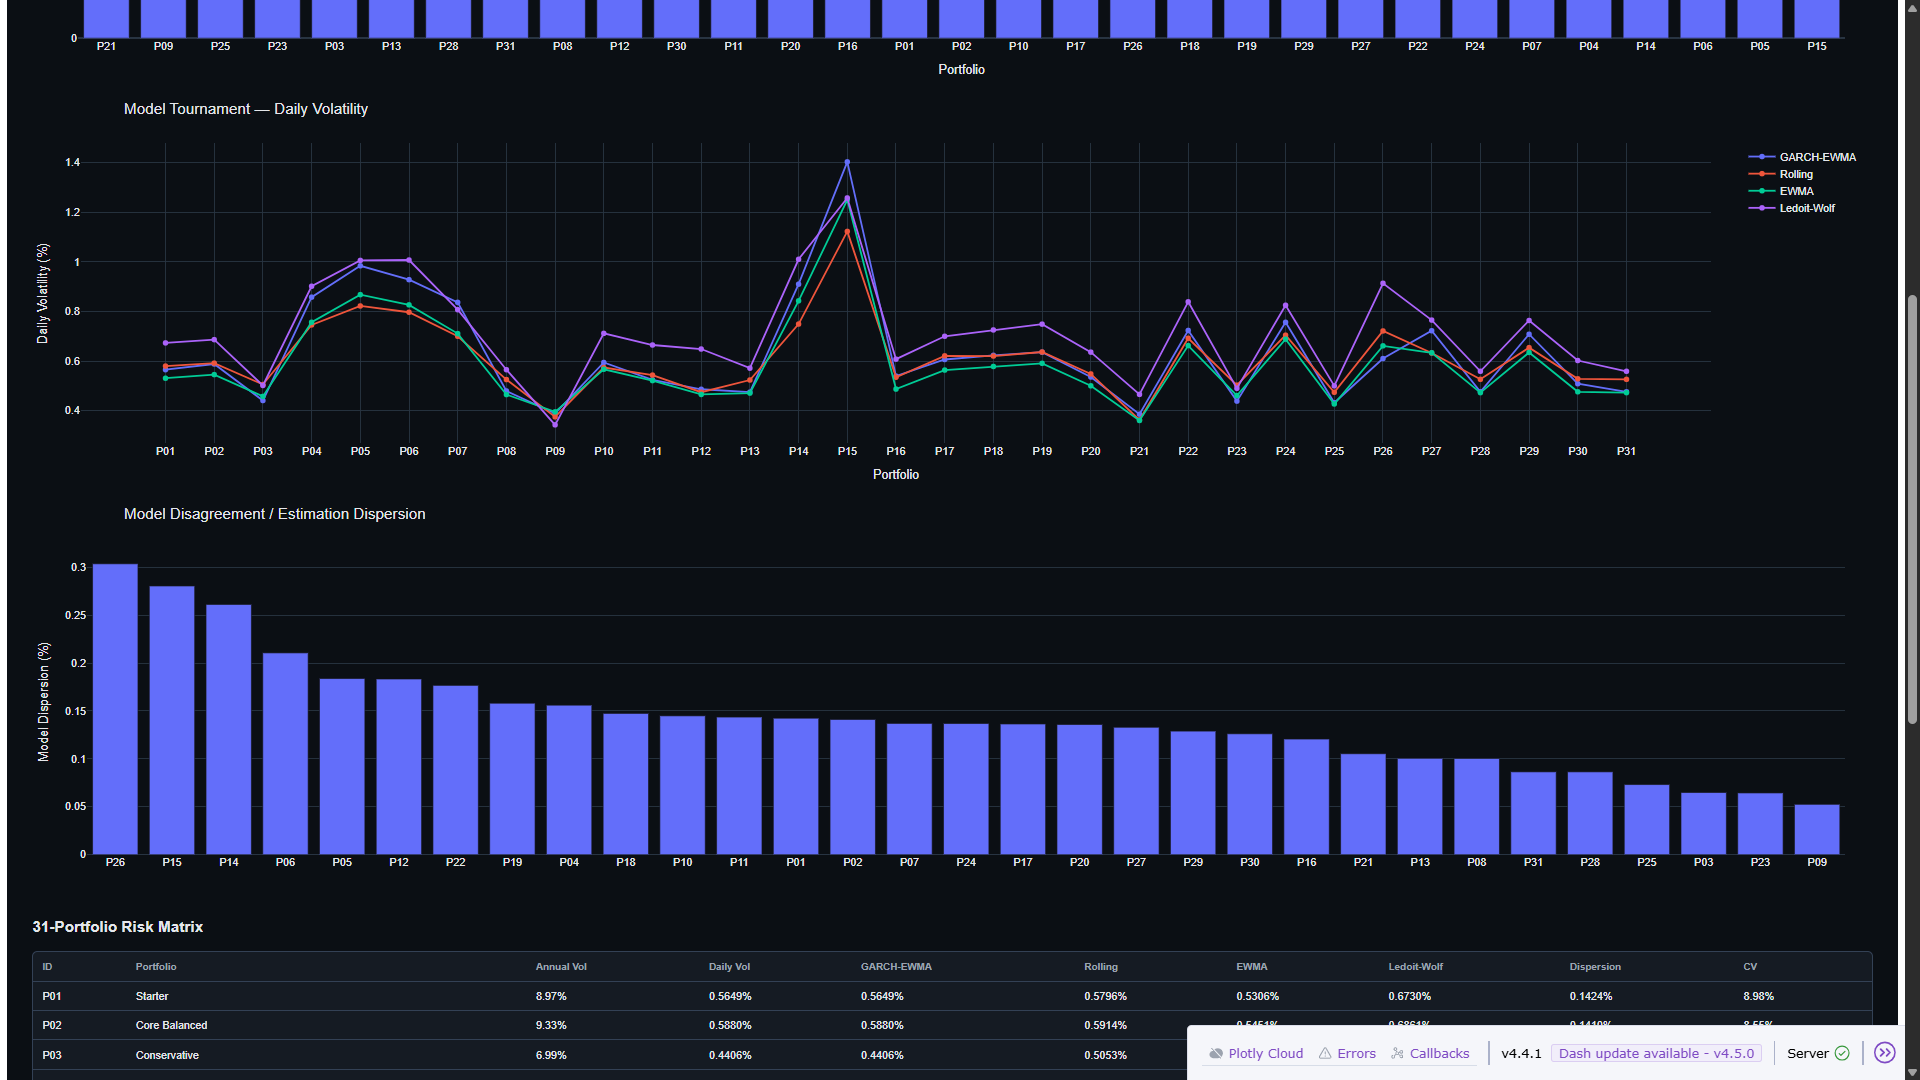 0
P21 P09 P25 P23 P03 P13 P28 P31 P08 P12 P30 P11 P20 P16 P01 P02 P10 P17 P26 P18 P19 P29 P27 P22 P24 P07 P04 P14 P06 P05 P15
Portfolio
Model Tournament — Daily Volatility
GARCH-EWMA
Rolling
EWMA
Ledoit-Wolf
Daily Volatility (%)
1.4
1.2
1
0.8
0.6
0.4
P01 P02 P03 P04 P05 P06 P07 P08 P09 P10 P11 P12 P13 P14 P15 P16 P17 P18 P19 P20 P21 P22 P23 P24 P25 P26 P27 P28 P29 P30 P31
Portfolio
Model Disagreement / Estimation Dispersion
Model Dispersion (%)
0.3
0.25
0.2
0.15
0.1
0.05
0
P26 P15 P14 P06 P05 P12 P22 P19 P04 P18 P10 P11 P01 P02 P07 P24 P17 P20 P27 P29 P30 P16 P21 P13 P08 P31 P28 P25 P03 P23 P09
31-Portfolio Risk Matrix
ID Portfolio Annual Vol Daily Vol GARCH-EWMA Rolling EWMA Ledoit-Wolf Dispersion CV
P01 Starter 8.97% 0.5649% 0.5649% 0.5796% 0.5306% 0.6730% 0.1424% 8.98%
P02 Core Balanced 9.33% 0.5880% 0.5880% 0.5914%
P03 Conservative 6.99% 0.4406% 0.4406% 0.5053%
Plotly Cloud Errors Callbacks v4.4.1 Dash update available - v4.5.0 Server